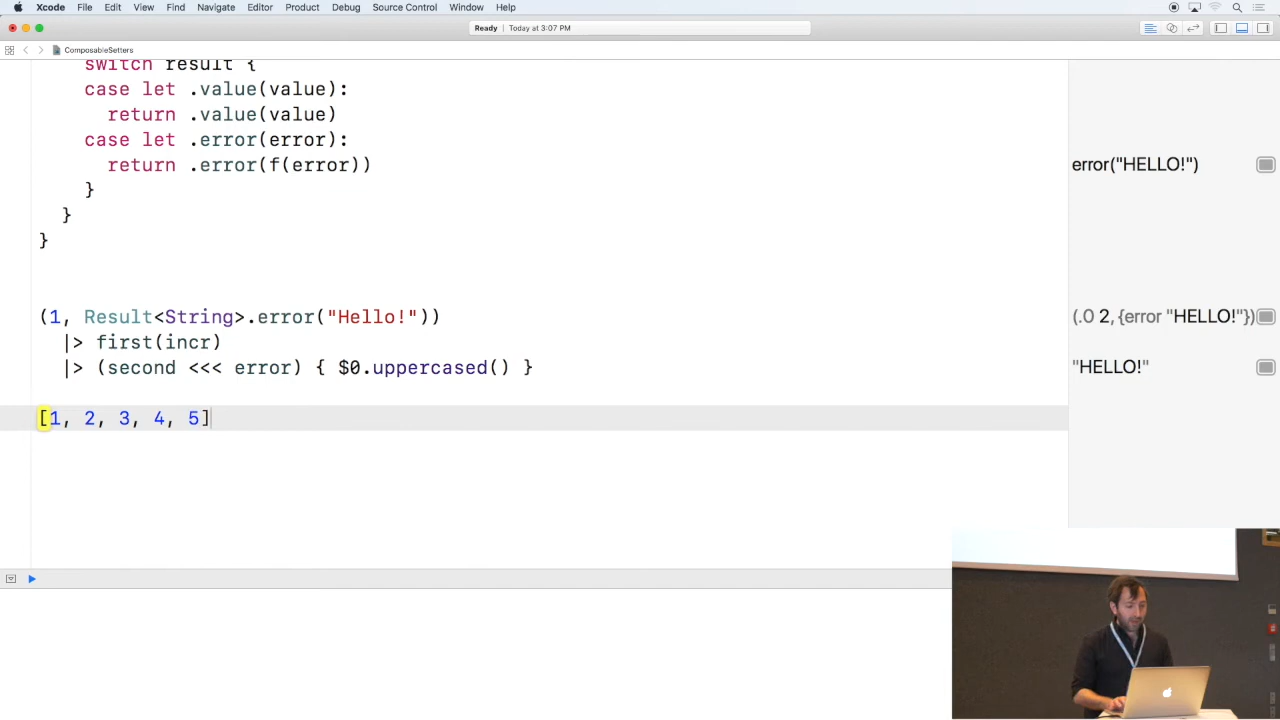 Xcode File Edit View Find Navigate Editor Product Debug Source Control Window Help
Ready | Today at 3:07 PM
ComposableSetters
switch result {
case let .value(value):
return .value(value)
case let .error(error):
return .error(f(error))
error("HELLO!")
}
}
}
(1, Result<String>.error("Hello!"))
(.0 2, {error "HELLO!"})
|> first(incr)
|> (second <<< error) { $0.uppercased() }
"HELLO!"
[1, 2, 3, 4, 5]